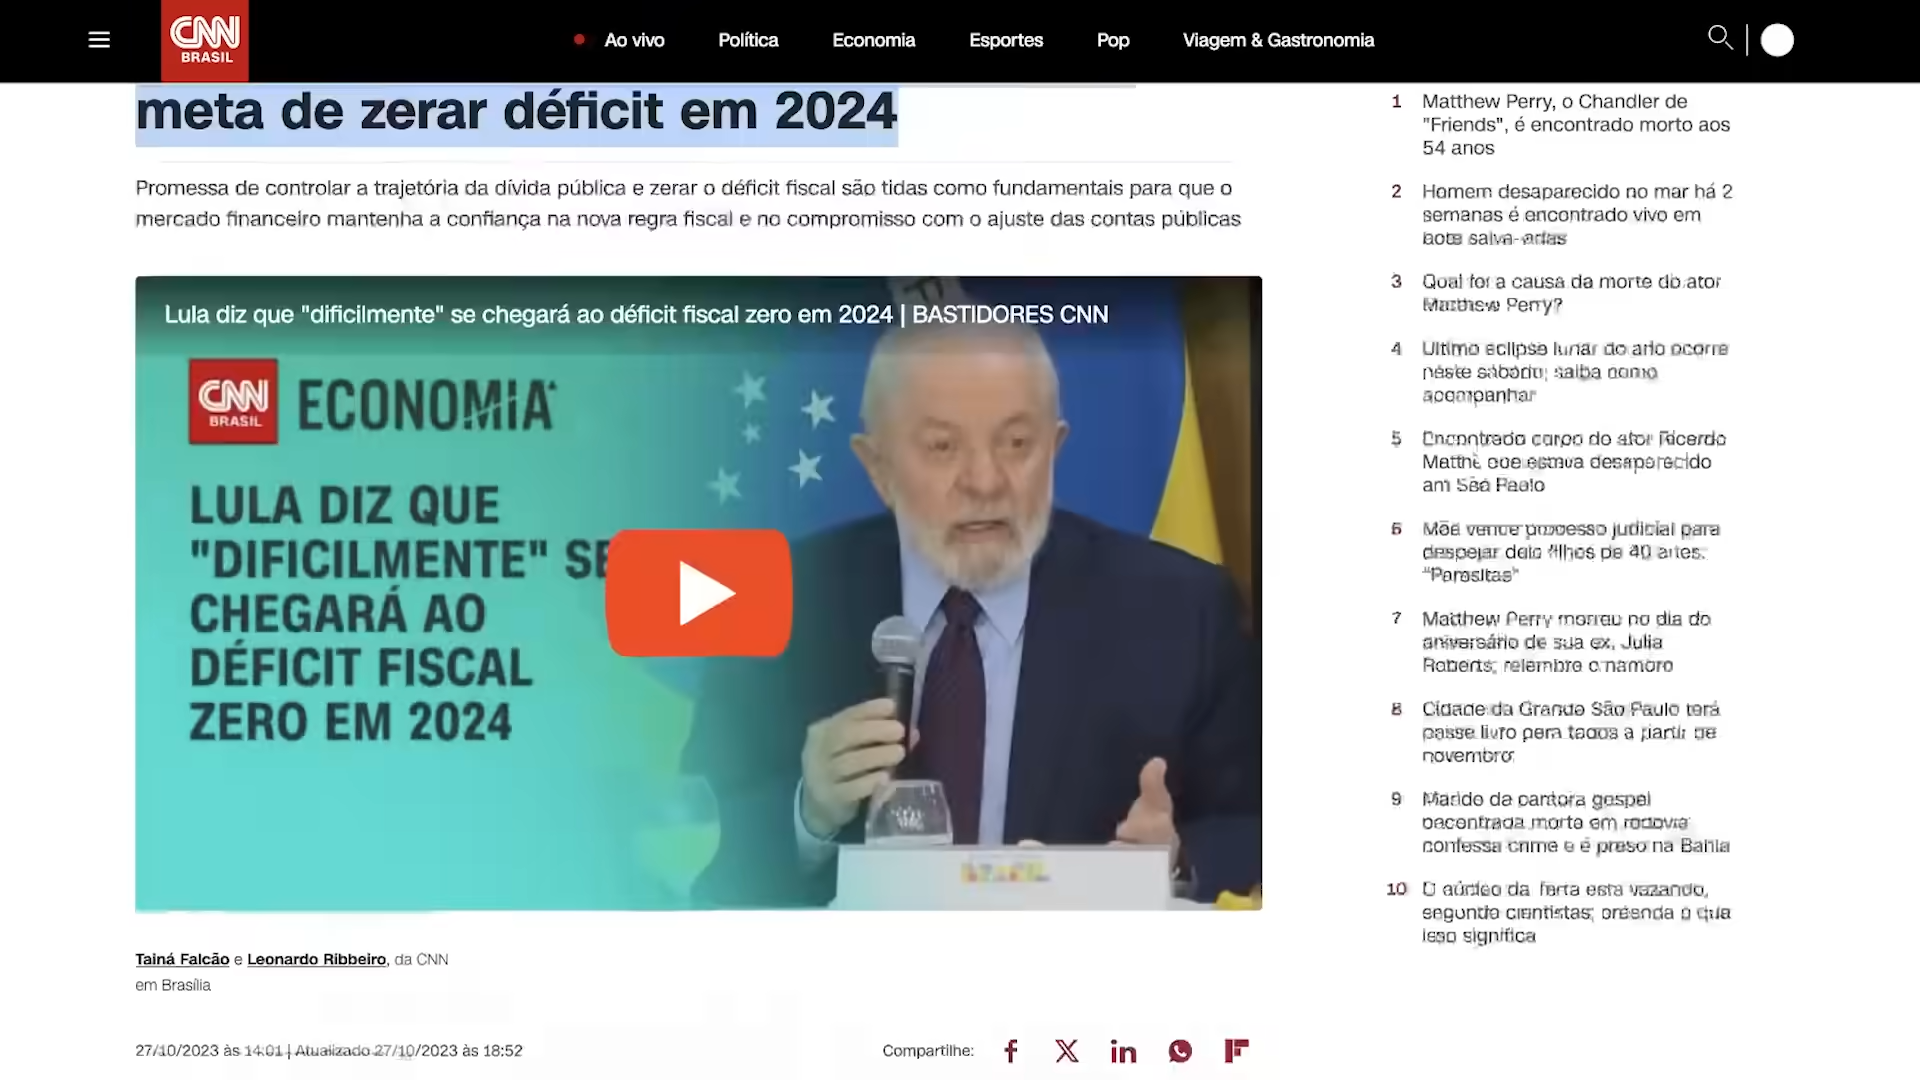 CNN
BRASIL
Ao vivo
Política
Economia
Esportes
Pop
Viagem & Gastronomia
meta de zerar déficit em 2024
Promessa de controlar a trajetória da dívida pública e zerar o déficit fiscal são tidas como fundamentais para que o
mercado financeiro mantenha a confiança na nova regra fiscal e no compromisso com o ajuste das contas públicas
Lula diz que "dificilmente" se chegará ao déficit fiscal zero em 2024 | BASTIDORES CNN
CNN
BRASIL
ECONOMIA
LULA DIZ QUE
"DIFICILMENTE" SE
CHEGARÁ AO
DÉFICIT FISCAL
ZERO EM 2024
BRASIL
Tainá Falcão e Leonardo Ribbeiro, da CNN
em Brasília
27/10/2023 às 14:01 | Atualizado 27/10/2023 às 18:52
Compartilhe:
1 Matthew Perry, o Chandler de
"Friends", é encontrado morto aos
54 anos
2 Homem desaparecido no mar há 2
semanas é encontrado vivo em
bote salva-
3 Qual foi a causa da morte do ator
Matthew Perry?
4 Último eclipse lunar do ano ocorre
neste sábado; saiba como
acompanhar
5 Encontrado corpo do ator Ricardo
que estava desaparecido
em São Paulo
6 Mãe vence processo judicial para
despejar filhos de 40 anos:
"Parasitas"
7 Matthew Perry morreu no dia do
aniversário de sua ex, Julia
Roberts; relembre o namoro
8 Cidade da Grande São Paulo terá
passe livre para todos a partir de
novembro
9 Marido da cantora gospel
encontrada morta em rodovia
confessa crime e é preso na Bahia
10 O núcleo da Terra está vazando,
segundo cientistas; o que
isso significa